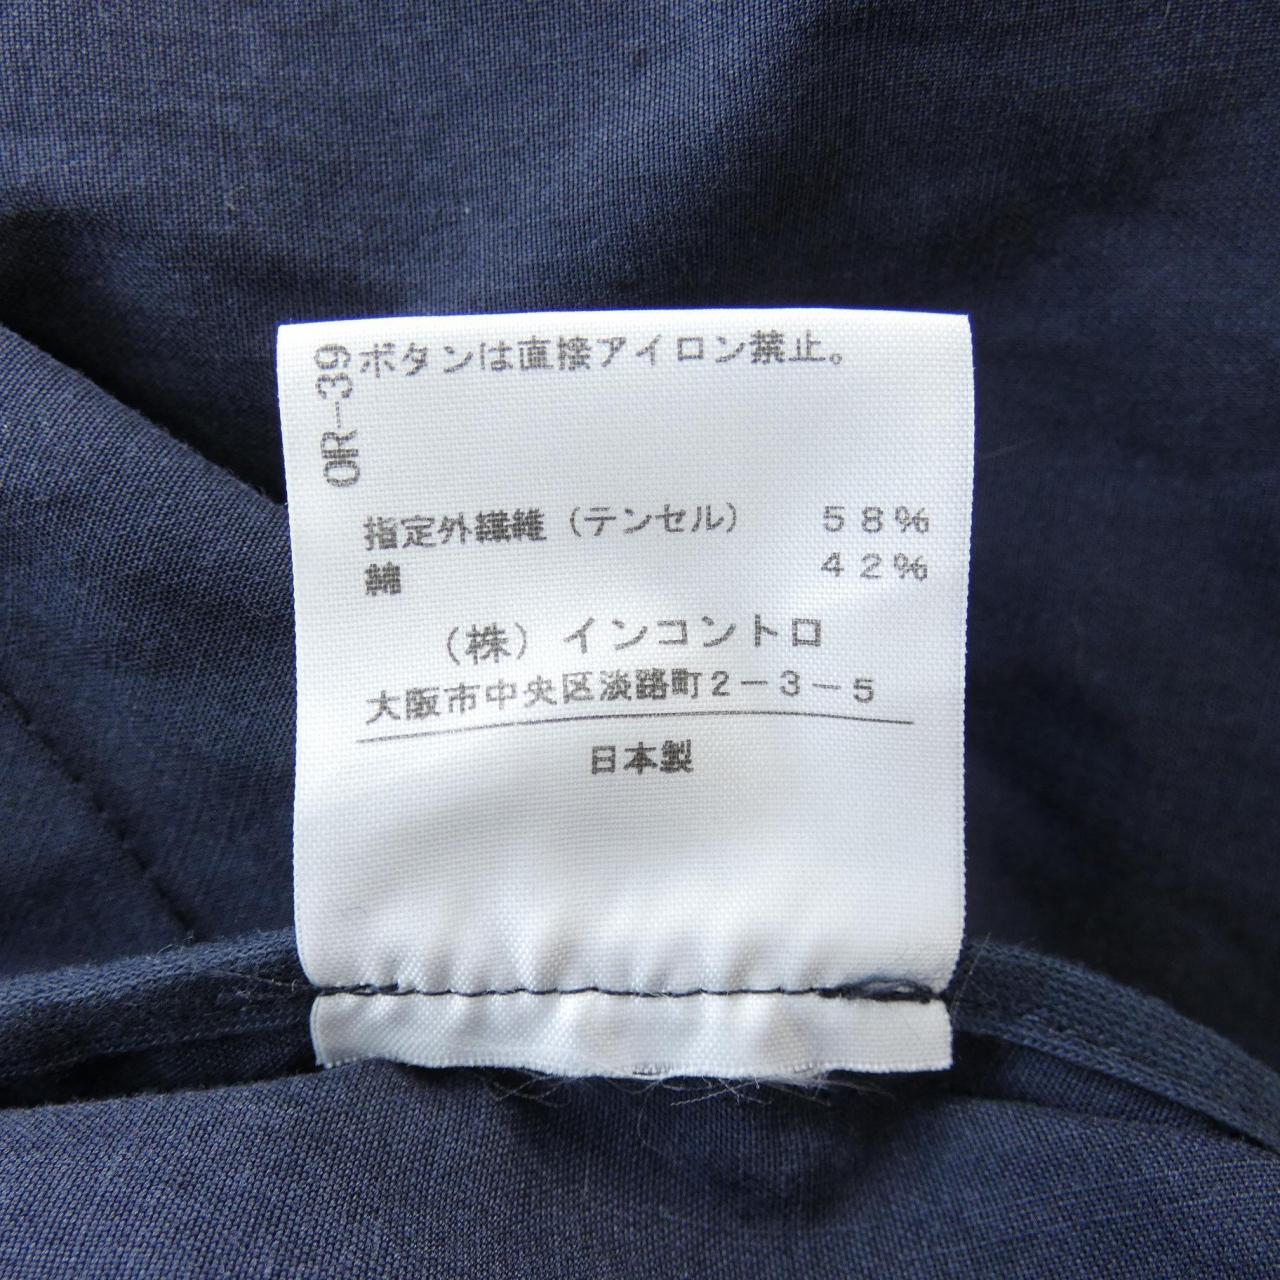 OR-39
ボタンは直接アイロン禁止。
指定外繊維（テンセル） 58%
綿 42%
（株）インコントロ
大阪市中央区淡路町2-3-5
日本製